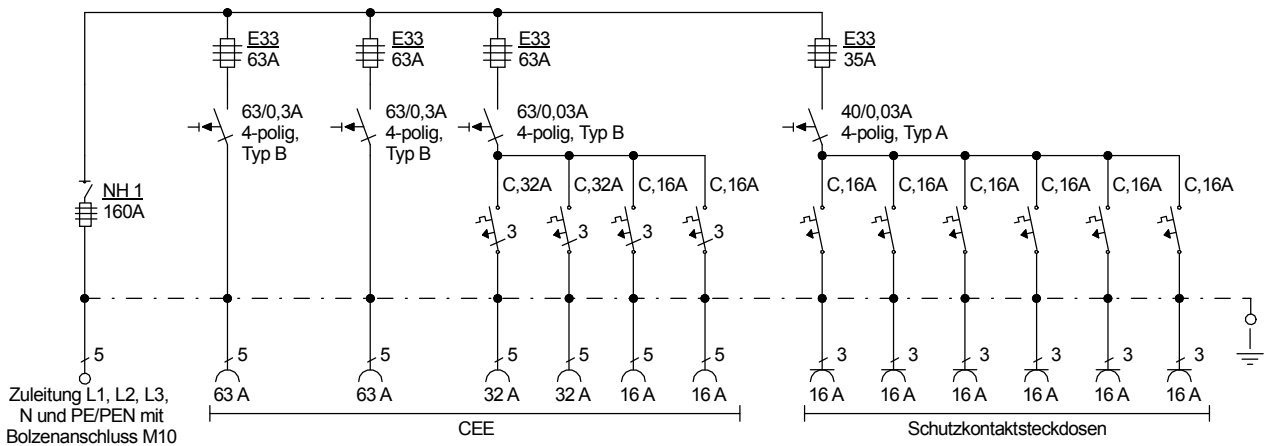 E33
63A
E33
63A
E33
63A
E33
35A
63/0,3A
4-polig,
Typ B
63/0,3A
4-polig,
Typ B
63/0,03A
4-polig, Typ B
40/0,03A
4-polig, Typ A
NH 1
160A
C,32A C,32A C,16A C,16A C,16A C,16A C,16A C,16A C,16A C,16A
3 3 3 3
5 5 5 5 5 5 5 3 3 3 3 3 3
63 A 63 A 32 A 32 A 16 A 16 A 16 A 16 A 16 A 16 A 16 A 16 A
Zuleitung L1, L2, L3,
N und PE/PEN mit
Bolzenanschluss M10
CEE
Schutzkontaktsteckdosen